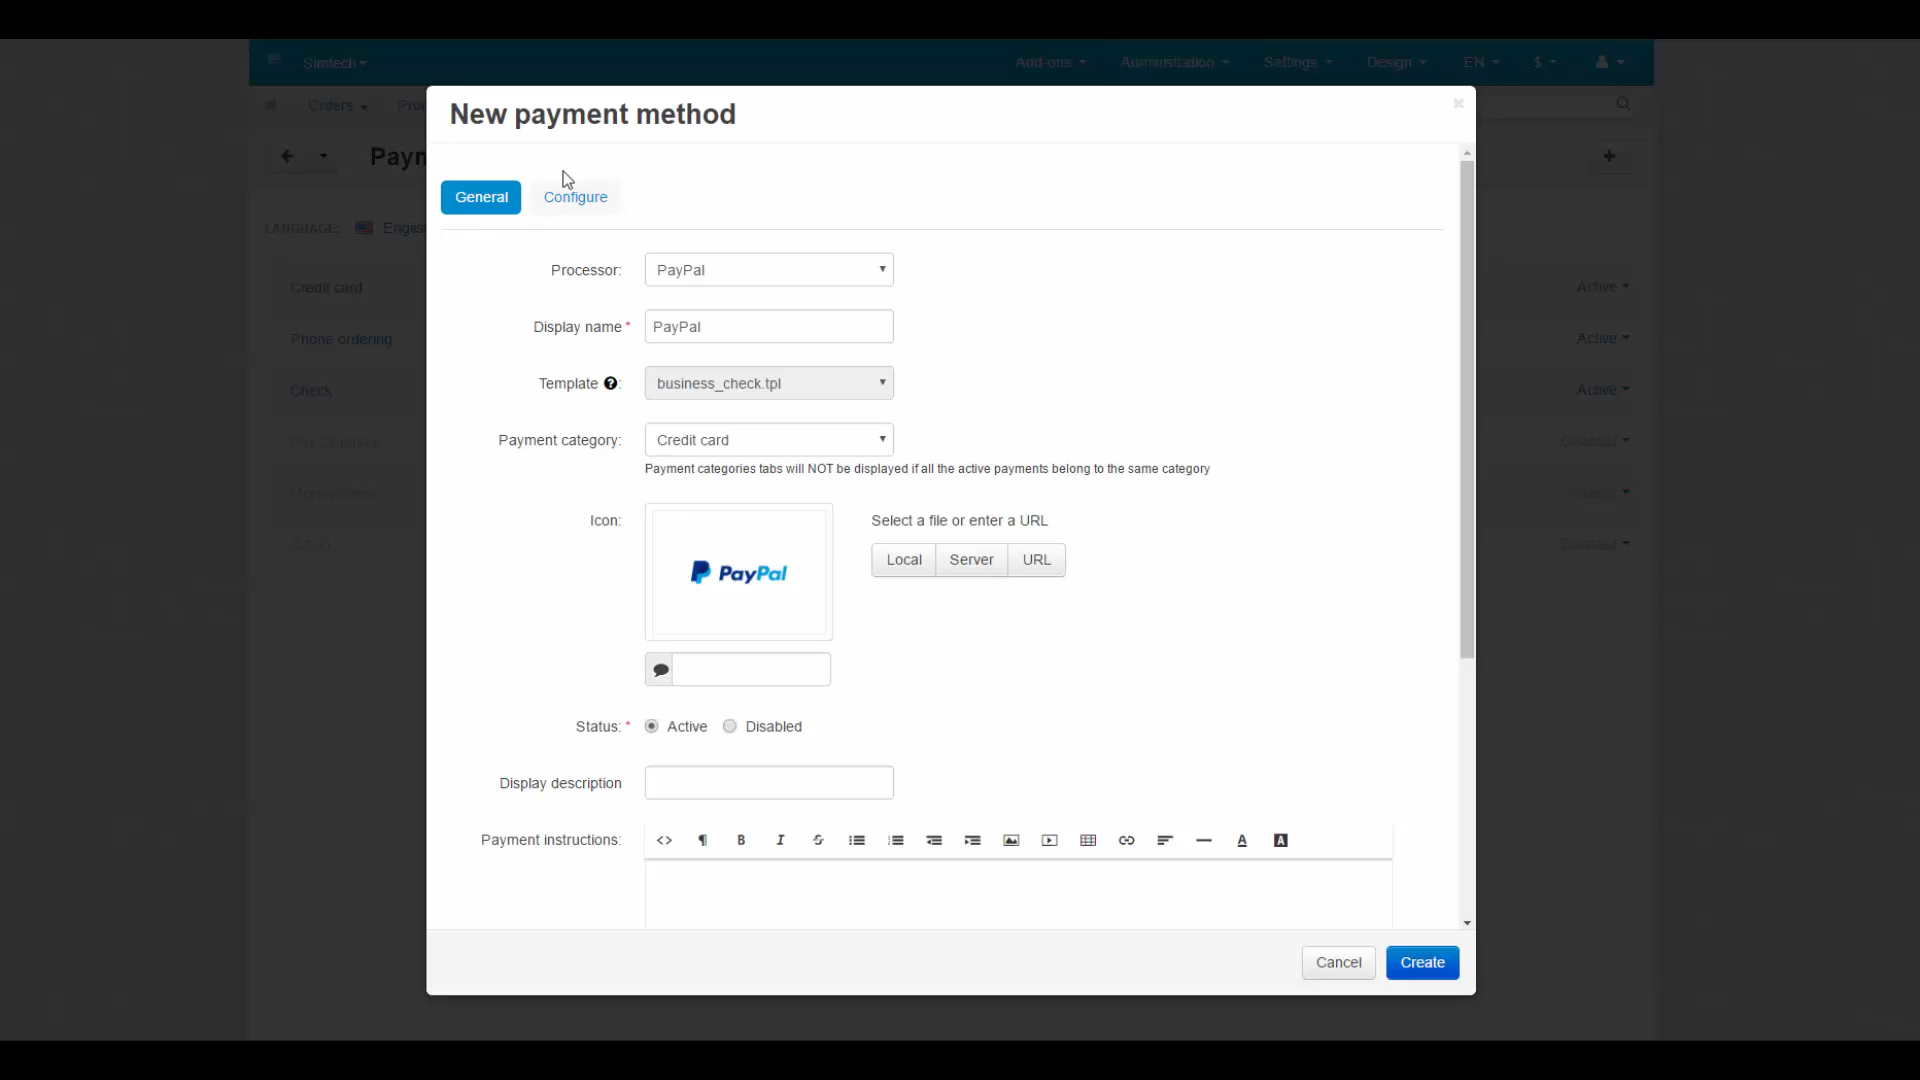 Simtech
Add-ons Administration Settings Design EN $
New payment method
Orders
General Configure
LANGUAGE:
Processor: PayPal
Credit card Active
Display name * PayPal
Phone ordering Active
Template ? : business_check.tpl
Check Active
Payment category: Credit card
Disabled
Payment categories tabs will NOT be displayed if all the active payments belong to the same category
Icon: PayPal Select a file or enter a URL
Local Server URL
Disabled
Status: * Active Disabled
Display description
Payment instructions: <> ¶ B I S A A
Cancel Create